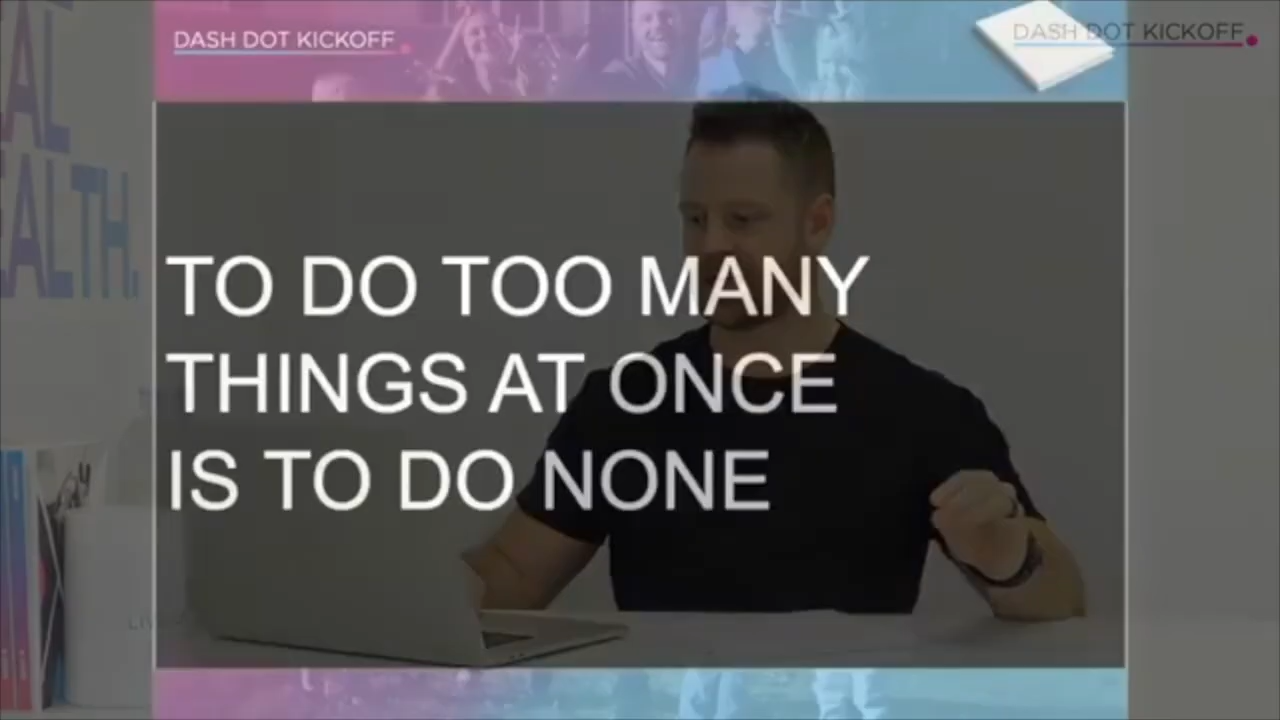 DASH DOT KICKOFF
DASH DOT KICKOFF
TO DO TOO MANY
THINGS AT ONCE
IS TO DO NONE